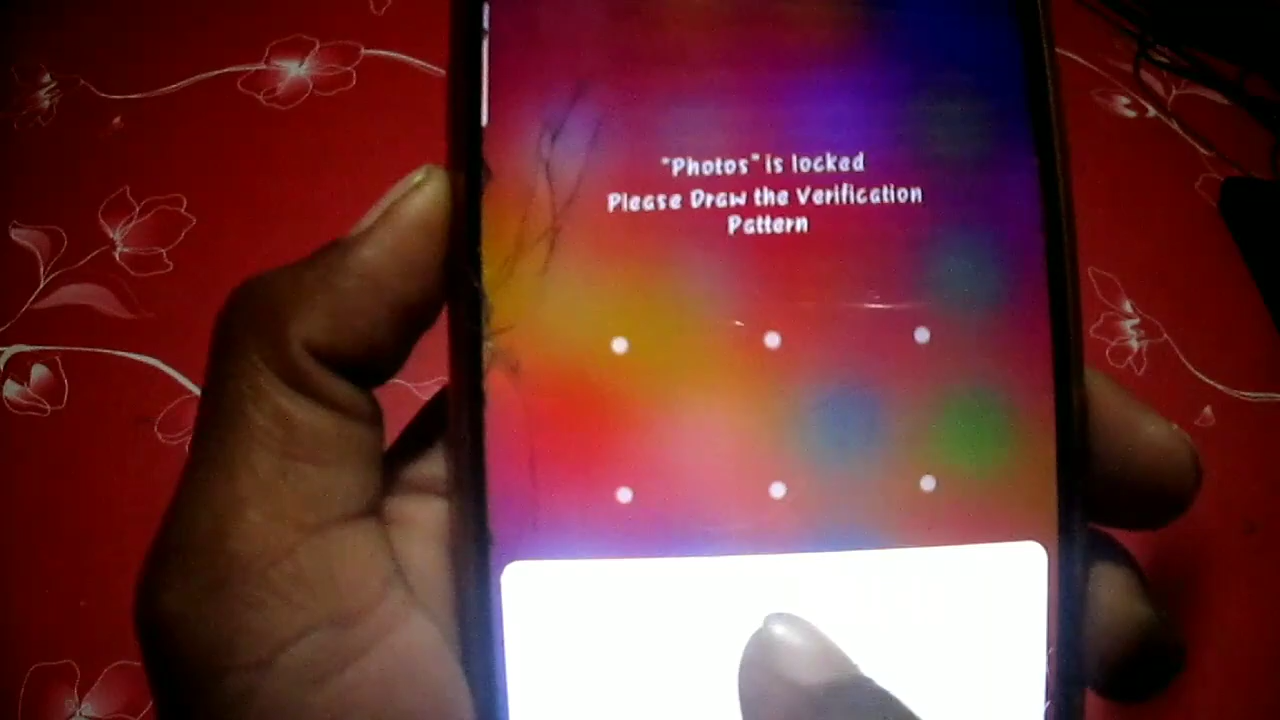 "Photos" is locked
Please Draw the Verification
Pattern